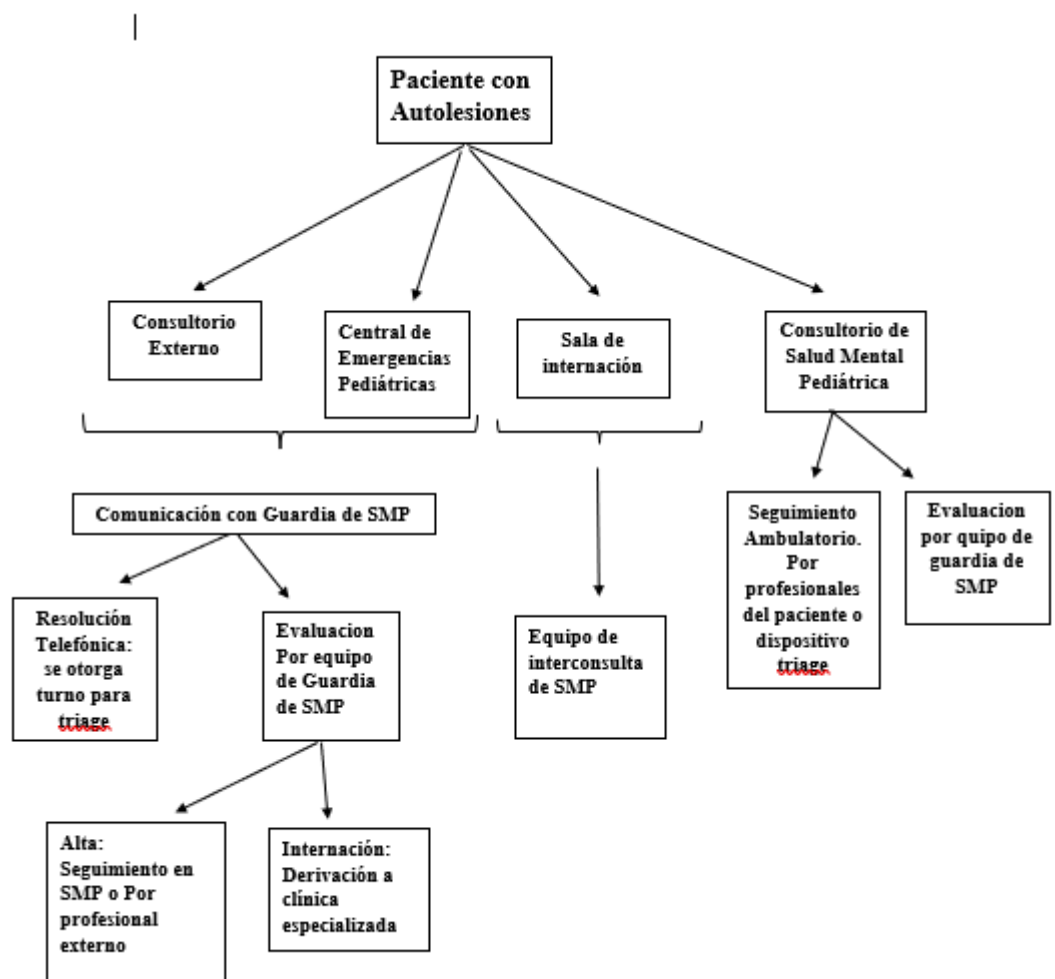 Paciente con
Autolesiones
Consultorio
Externo
Central de
Emergencias
Pediátricas
Sala de
internación
Consultorio de
Salud Mental
Pediátrica
Comunicación con Guardia de SMP
Seguimiento
Ambulatorio.
Por
profesionales
del paciente o
dispositivo
triage
Evaluacion
por quipo de
guardia de
SMP
Resolución
Telefónica:
se otorga
turno para
triage
Evaluacion
Por equipo
de Guardia
de SMP
Equipo de
interconsulta
de SMP
Alta:
Seguimiento en
SMP o Por
profesional
externo
Internación:
Derivación a
clínica
especializada